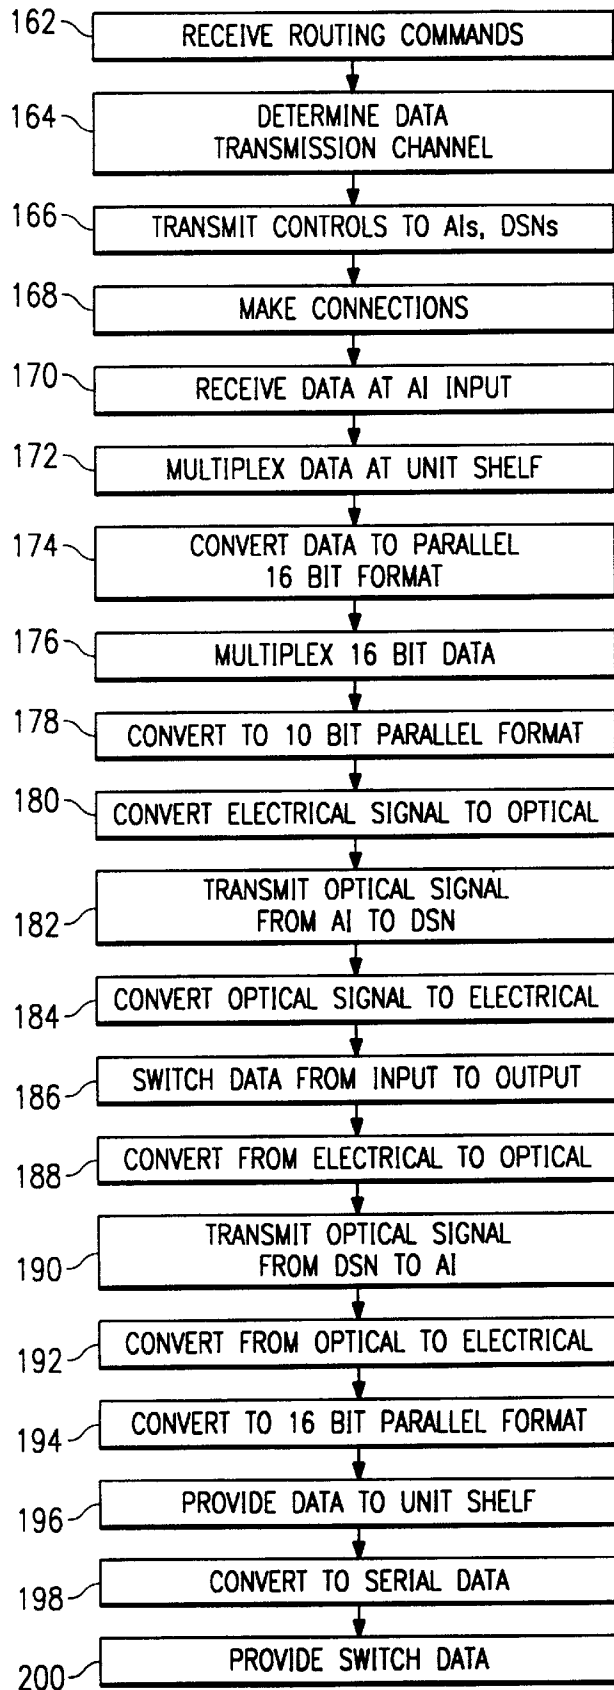 162 RECEIVE ROUTING COMMANDS
164 DETERMINE DATA
TRANSMISSION CHANNEL
166 TRANSMIT CONTROLS TO AIs, DSNs
168 MAKE CONNECTIONS
170 RECEIVE DATA AT AI INPUT
172 MULTIPLEX DATA AT UNIT SHELF
174 CONVERT DATA TO PARALLEL
16 BIT FORMAT
176 MULTIPLEX 16 BIT DATA
178 CONVERT TO 10 BIT PARALLEL FORMAT
180 CONVERT ELECTRICAL SIGNAL TO OPTICAL
TRANSMIT OPTICAL SIGNAL
182 FROM AI TO DSN
184 CONVERT OPTICAL SIGNAL TO ELECTRICAL
186 SWITCH DATA FROM INPUT TO OUTPUT
188 CONVERT FROM ELECTRICAL TO OPTICAL
TRANSMIT OPTICAL SIGNAL
190 FROM DSN TO AI
192 CONVERT FROM OPTICAL TO ELECTRICAL
194 CONVERT TO 16 BIT PARALLEL FORMAT
196 PROVIDE DATA TO UNIT SHELF
198 CONVERT TO SERIAL DATA
200 PROVIDE SWITCH DATA